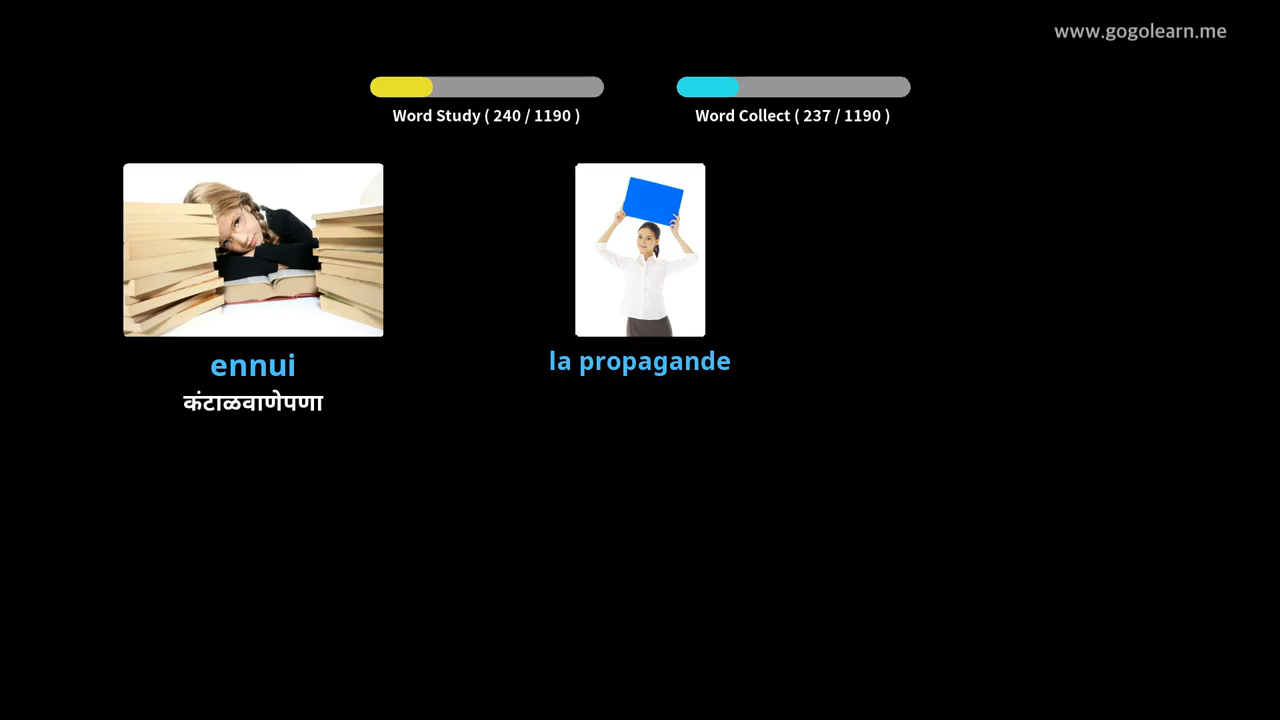 www.gogolearn.me
Word Study ( 240 / 1190 )
Word Collect ( 237 / 1190 )
ennui
कंटाळवाणेपणा
la propagande